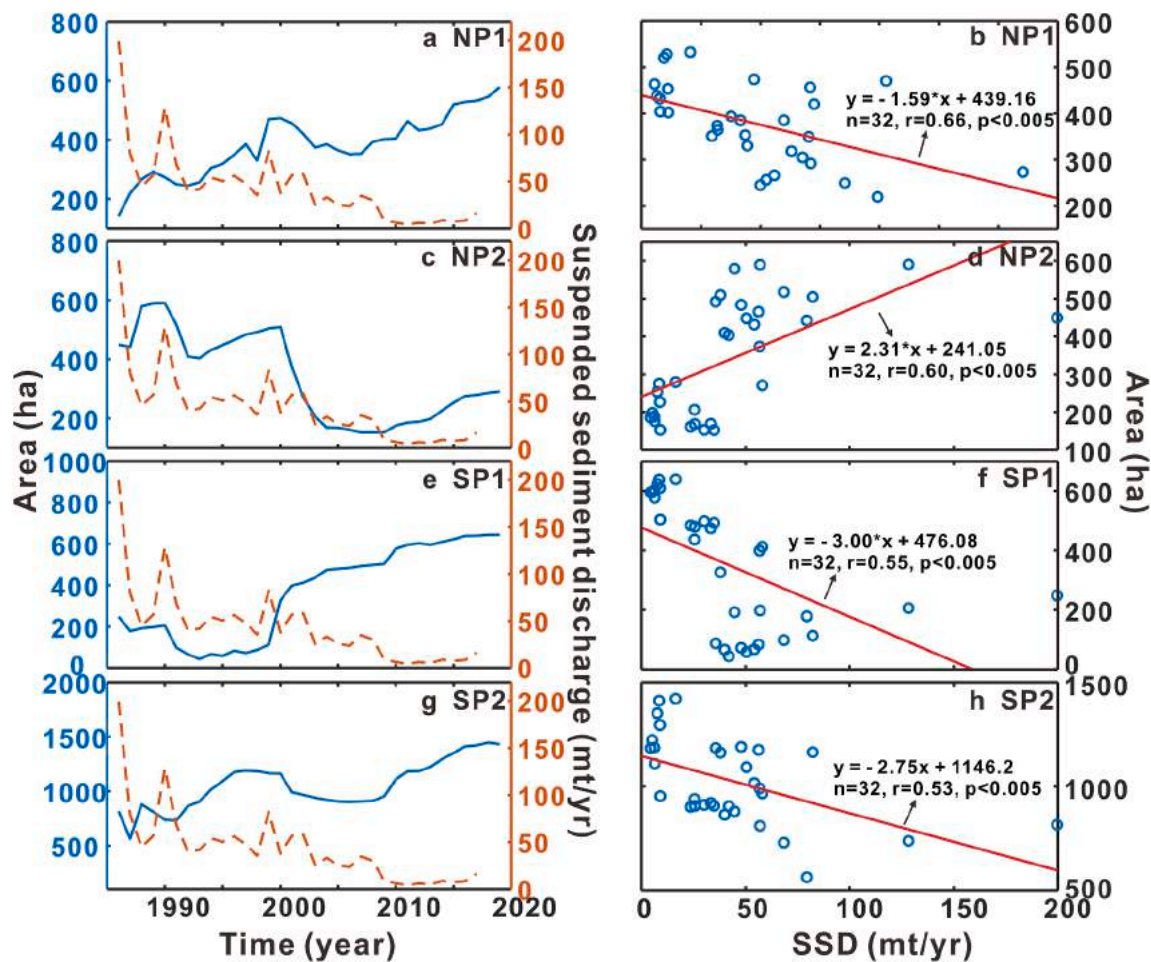 a NP1
800
600
400
200
200
150
100
50
0
b NP1
y = - 1.59*x + 439.16
n=32, r=0.66, p<0.005
600
500
400
300
200
c NP2
800
600
400
200
200
150
100
50
0
d NP2
y = 2.31*x + 241.05
n=32, r=0.60, p<0.005
600
500
400
300
200
100
e SP1
1000
800
600
400
200
0
200
150
100
50
0
f SP1
y = - 3.00*x + 476.08
n=32, r=0.55, p<0.005
600
400
200
0
g SP2
2000
1500
1000
500
200
150
100
50
0
h SP2
y = - 2.75x + 1146.2
n=32, r=0.53, p<0.005
1500
1000
500
Area (ha)
Suspended sediment discharge (mt/yr)
Area (ha)
1990 2000 2010 2020
Time (year)
0 50 100 150 200
SSD (mt/yr)